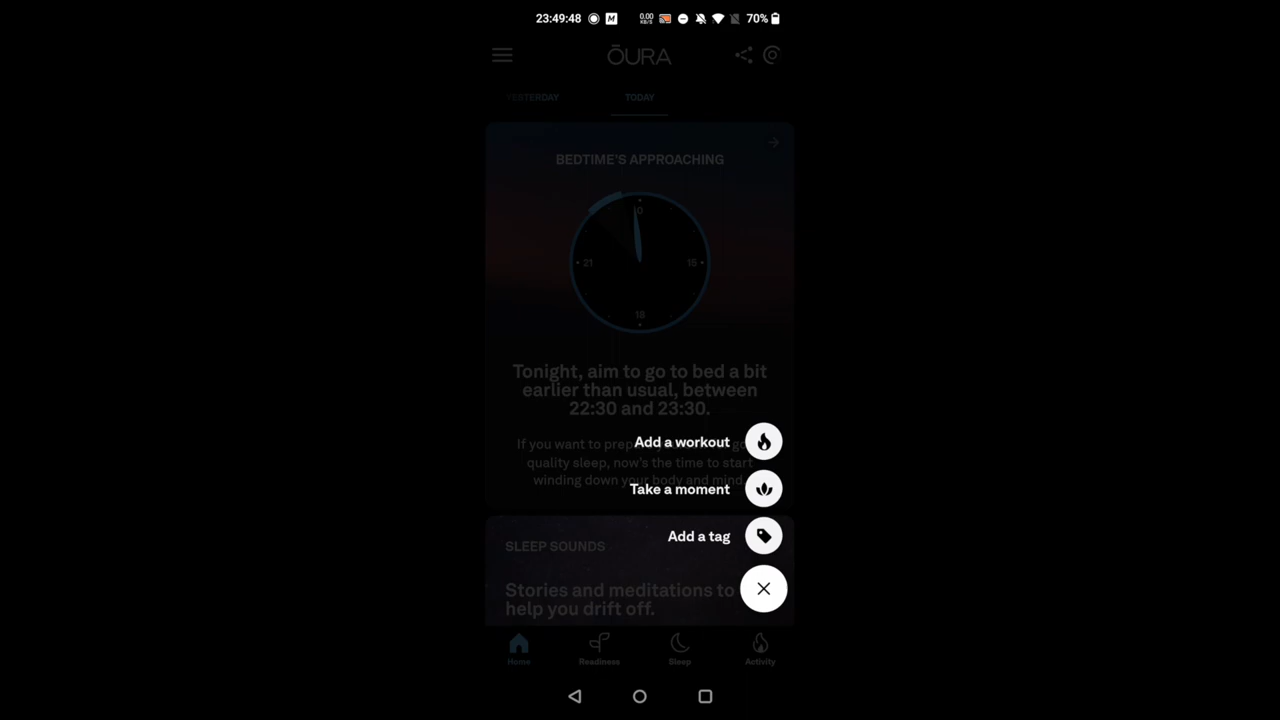 23:49:48 M 0.00 KB/S 70%
ŌURA
YESTERDAY TODAY
BEDTIME'S APPROACHING
0
21 15
18
Tonight, aim to go to bed a bit
earlier than usual, between
22:30 and 23:30.
If you want to
Add a workout
quality sleep, now's the time to start
winding down your body and mind.
Take a moment
Add a tag
SLEEP SOUNDS
Stories and meditations to
help you drift off.
Home Readiness Sleep Activity